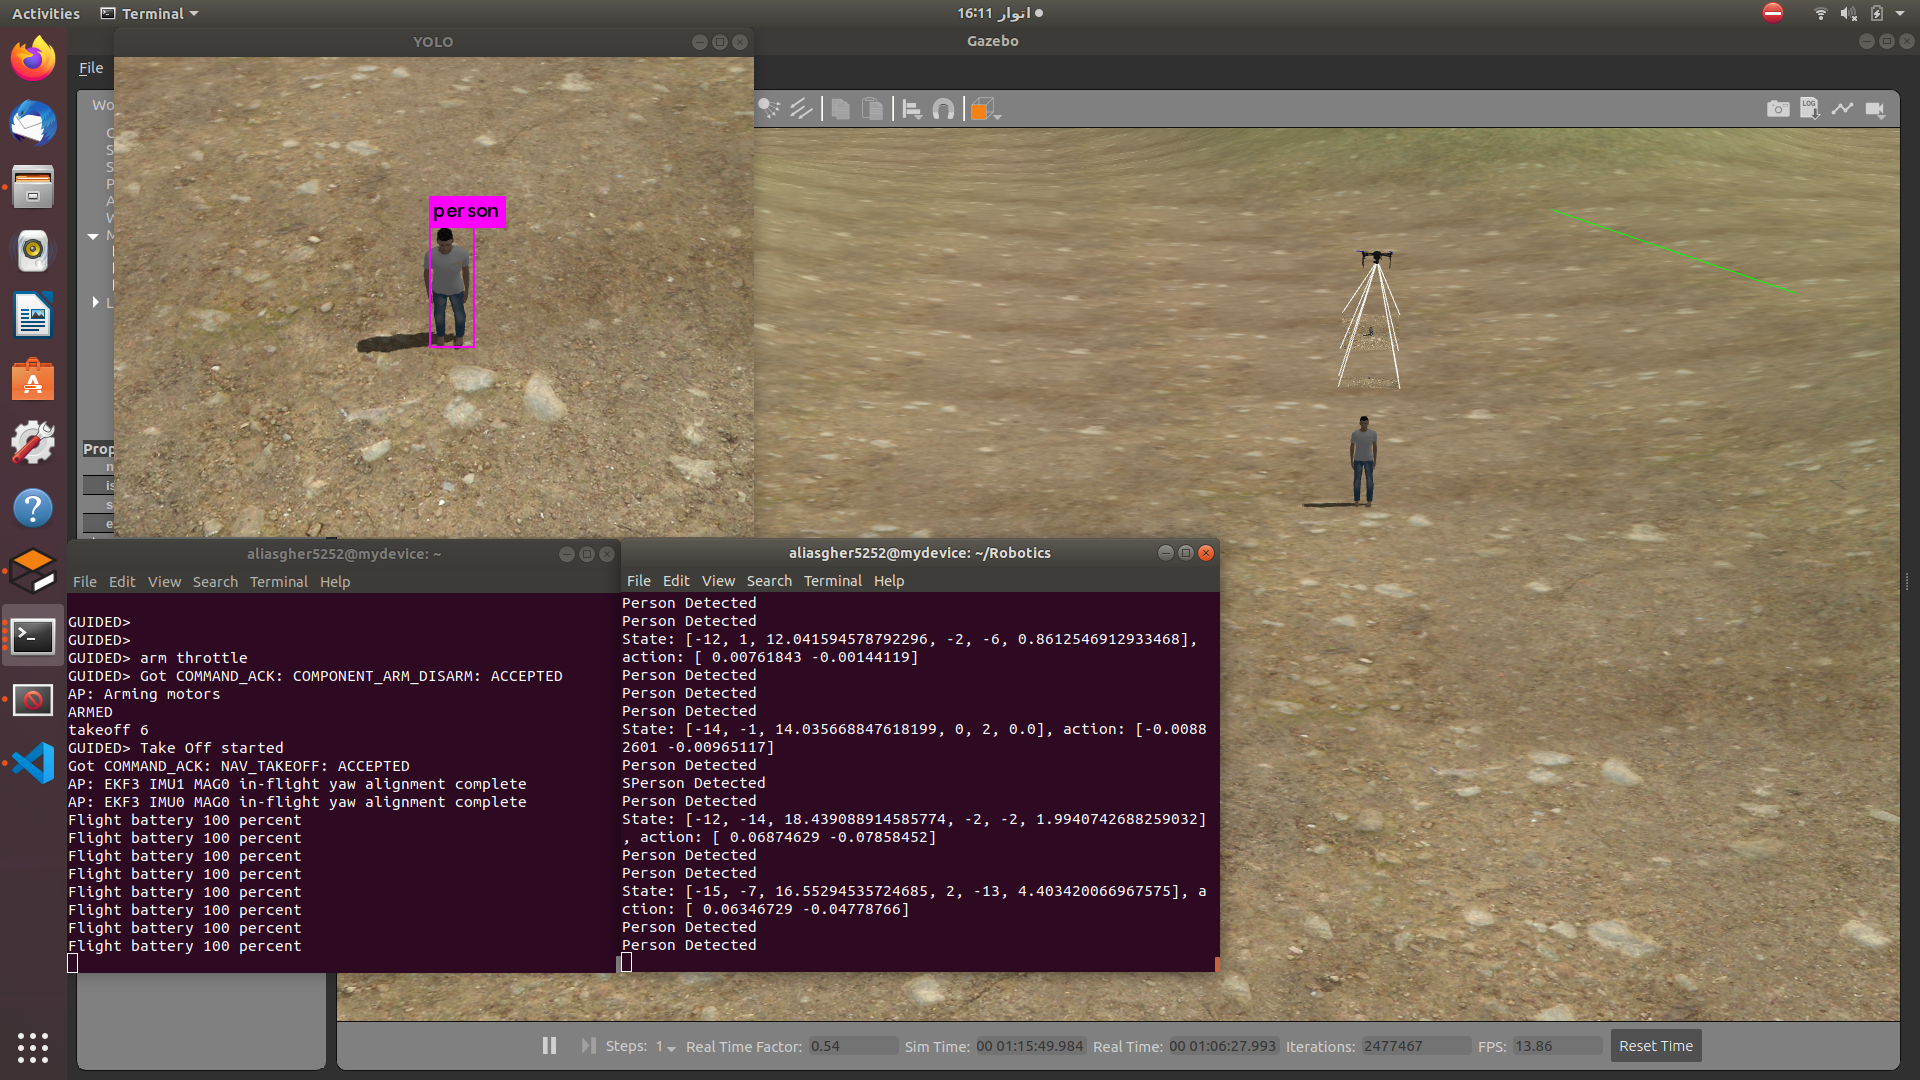 Activities
Terminal
16:11 اتوار
YOLO
Gazebo
File
Wo
person
LOG
Prop
aliasgher5252@mydevice: ~
File Edit View Search Terminal Help
GUIDED>
GUIDED>
GUIDED> arm throttle
GUIDED> Got COMMAND_ACK: COMPONENT_ARM_DISARM: ACCEPTED
AP: Arming motors
ARMED
takeoff 6
GUIDED> Take Off started
Got COMMAND_ACK: NAV_TAKEOFF: ACCEPTED
AP: EKF3 IMU1 MAG0 in-flight yaw alignment complete
AP: EKF3 IMU0 MAG0 in-flight yaw alignment complete
Flight battery 100 percent
Flight battery 100 percent
Flight battery 100 percent
Flight battery 100 percent
Flight battery 100 percent
Flight battery 100 percent
Flight battery 100 percent
Flight battery 100 percent
aliasgher5252@mydevice: ~/Robotics
File Edit View Search Terminal Help
Person Detected
Person Detected
State: [-12, 1, 12.041594578792296, -2, -6, 0.8612546912933468],
action: [ 0.00761843 -0.00144119]
Person Detected
Person Detected
Person Detected
State: [-14, -1, 14.035668847618199, 0, 2, 0.0], action: [-0.0088
2601 -0.00965117]
Person Detected
SPerson Detected
Person Detected
State: [-12, -14, 18.439088914585774, -2, -2, 1.9940742688259032]
, action: [ 0.06874629 -0.07858452]
Person Detected
Person Detected
State: [-15, -7, 16.55294535724685, 2, -13, 4.403420066967575], a
ction: [ 0.06346729 -0.04778766]
Person Detected
Person Detected
Steps: 1 Real Time Factor: 0.54 Sim Time: 00 01:15:49.984 Real Time: 00 01:06:27.993 Iterations: 2477467 FPS: 13.86 Reset Time